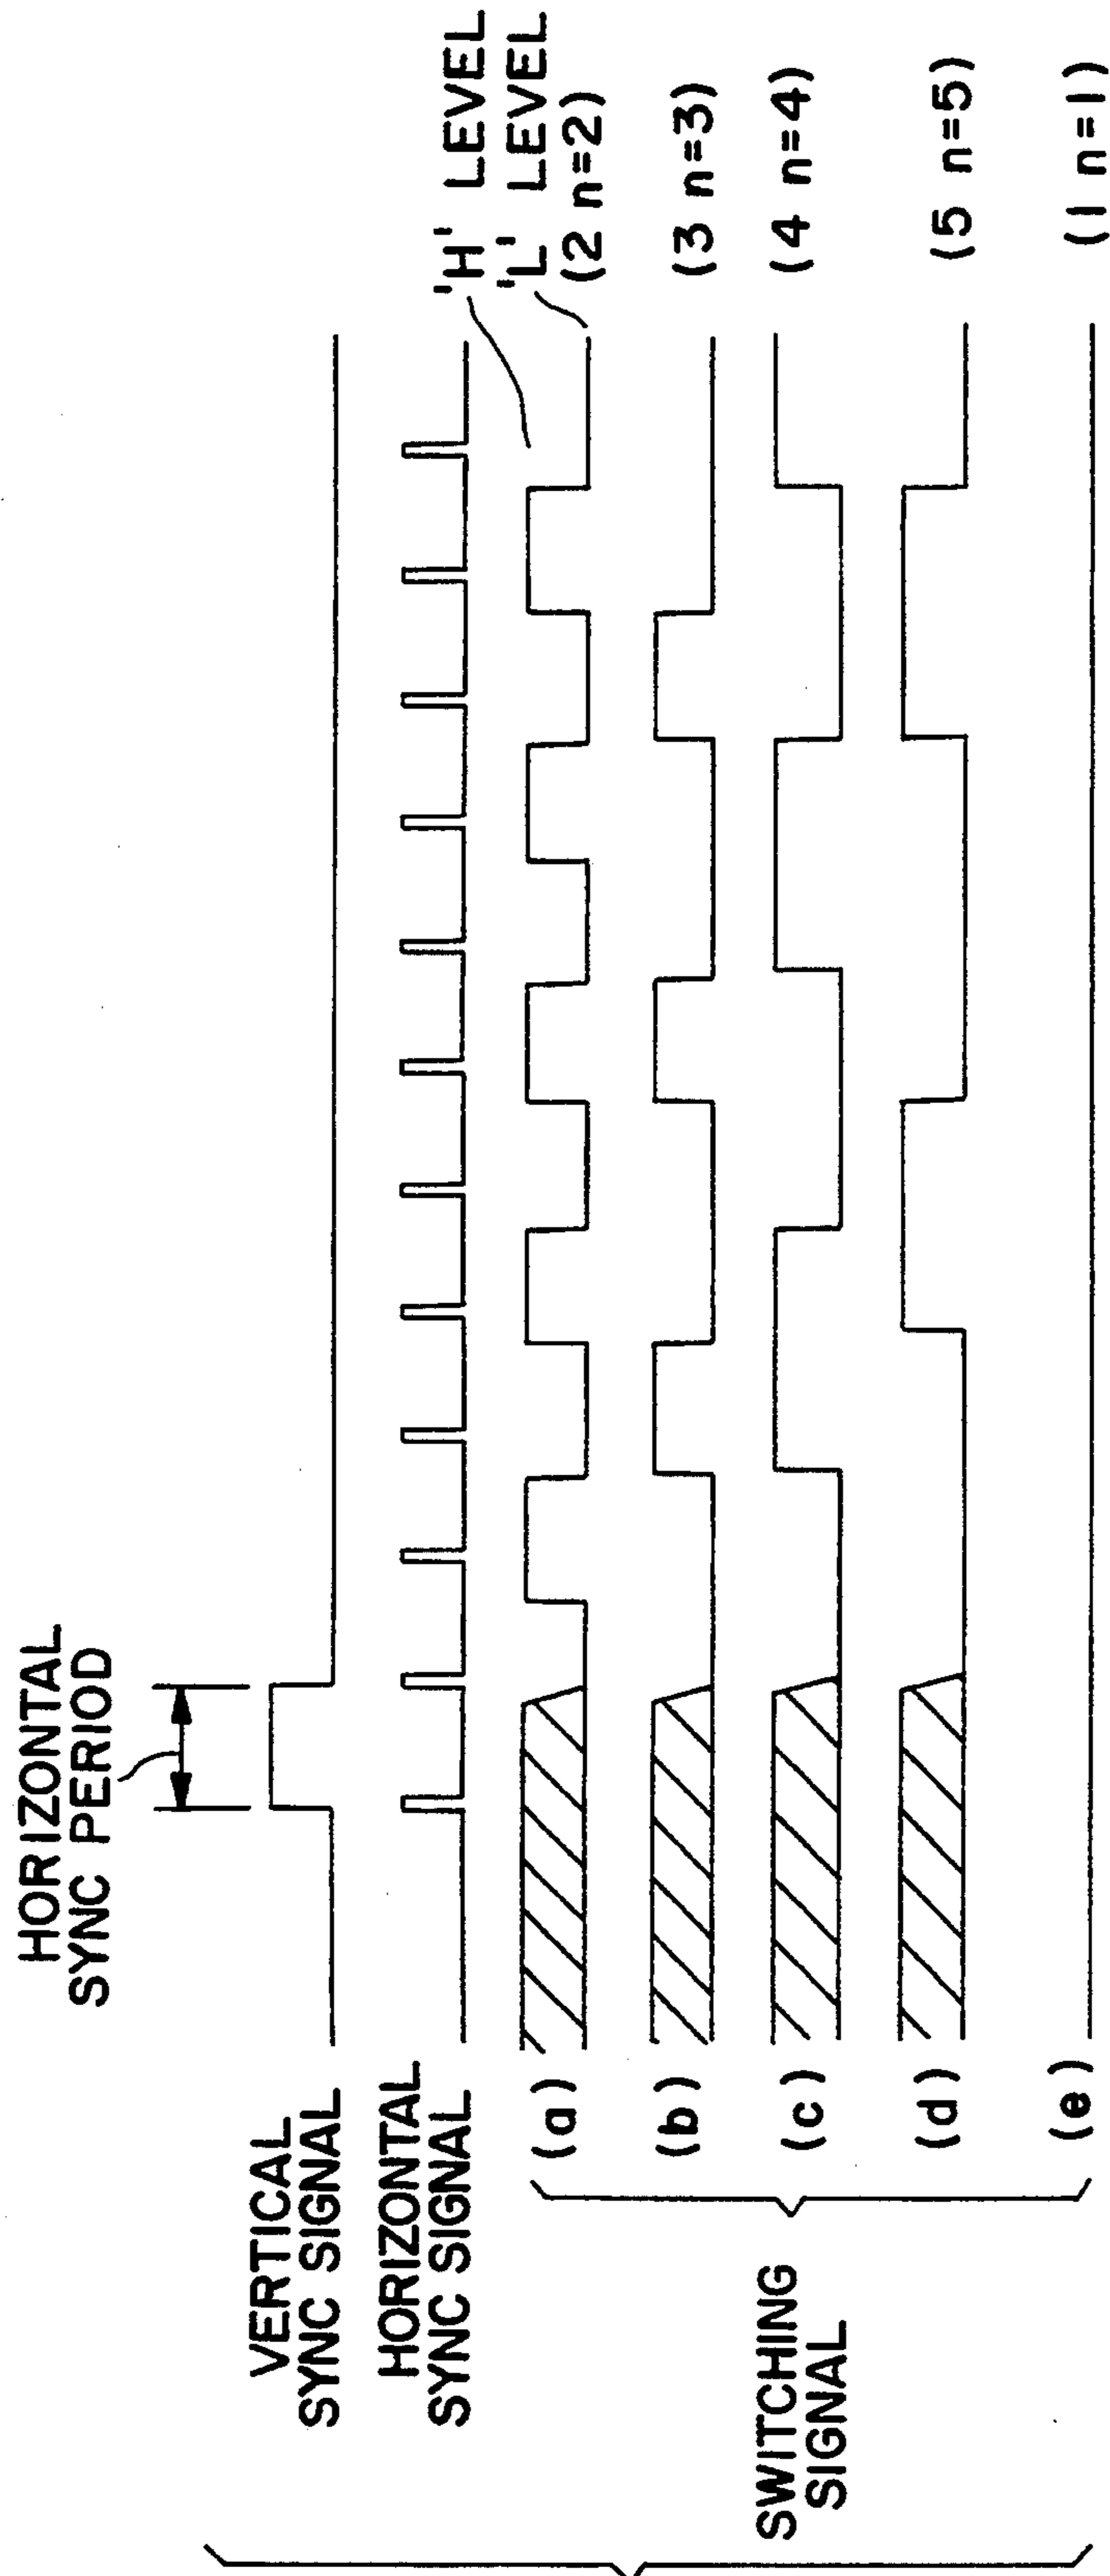 HORIZONTAL
SYNC PERIOD
VERTICAL
SYNC SIGNAL
HORIZONTAL
SYNC SIGNAL
'H' LEVEL
'L' LEVEL
(a) (2 n=2)
(b) (3 n=3)
(c) (4 n=4)
(d) (5 n=5)
(e) (1 n=1)
SWITCHING
SIGNAL